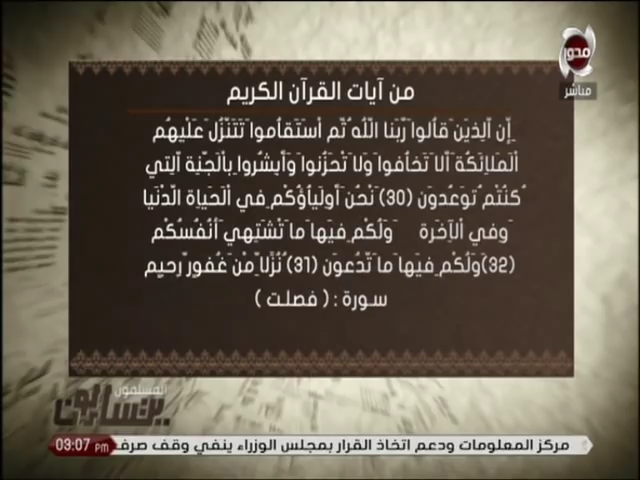 محور
مباشر
من آيات القرآن الكريم
إِنَّ الَّذِينَ قَالُوا رَبُّنَا اللَّهُ ثُمَّ اسْتَقَامُوا تَتَنَزَّلُ عَلَيْهِمُ
الْمَلَائِكَةُ أَلَّا تَخَافُوا وَلَا تَحْزَنُوا وَأَبْشِرُوا بِالْجَنَّةِ الَّتِي
كُنْتُمْ تُوعَدُونَ (30) نَحْنُ أَوْلِيَاؤُكُمْ فِي الْحَيَاةِ الدُّنْيَا
وَفِي الْآخِرَةِ وَلَكُمْ فِيهَا مَا تَشْتَهِي أَنْفُسُكُمْ
وَلَكُمْ فِيهَا مَا تَدَّعُونَ (31) نُزُلًا مِنْ غَفُورٍ رَحِيمٍ (32)
سورة : ( فصلت )
المسلمون
يتساءلون
مركز المعلومات ودعم اتخاذ القرار بمجلس الوزراء ينفي وقف صرف
03:07 PM